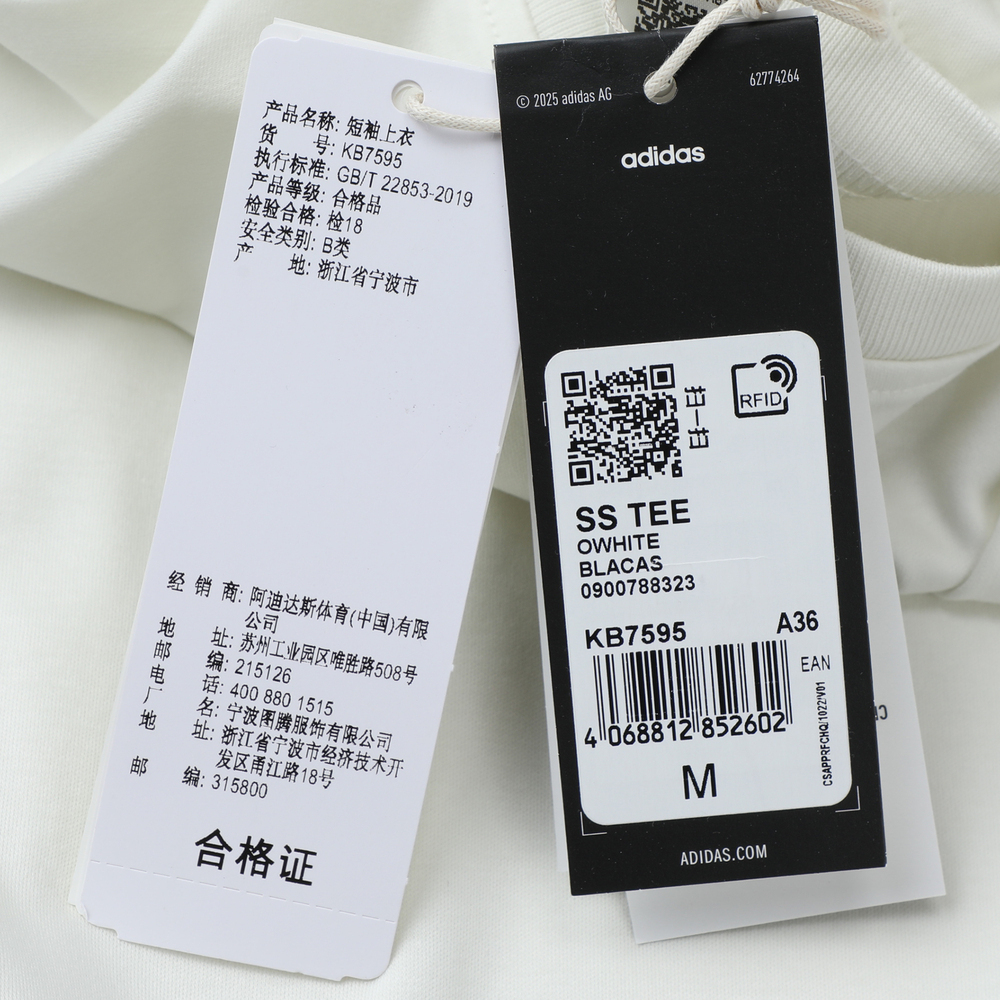 产品名称: 短袖上衣
货 号: KB7595
执行标准: GB/T 22853-2019
产品等级: 合格品
检验合格: 检18
安全类别: B类
产 地: 浙江省宁波市
经 销 商: 阿迪达斯体育(中国)有限
公司
地 址: 苏州工业园区唯胜路508号
邮 编: 215126
电 话: 400 880 1515
厂 名: 宁波图腾服饰有限公司
地 址: 浙江省宁波市经济技术开
发区甬江路18号
邮 编: 315800
合格证
© 2025 adidas AG
62774264
adidas
RFID
SS TEE
OWHITE
BLACAS
0900788323
KB7595
A36
EAN
4 068812 852602
CSAPPRFCHQ/1022/V01
M
ADIDAS.COM